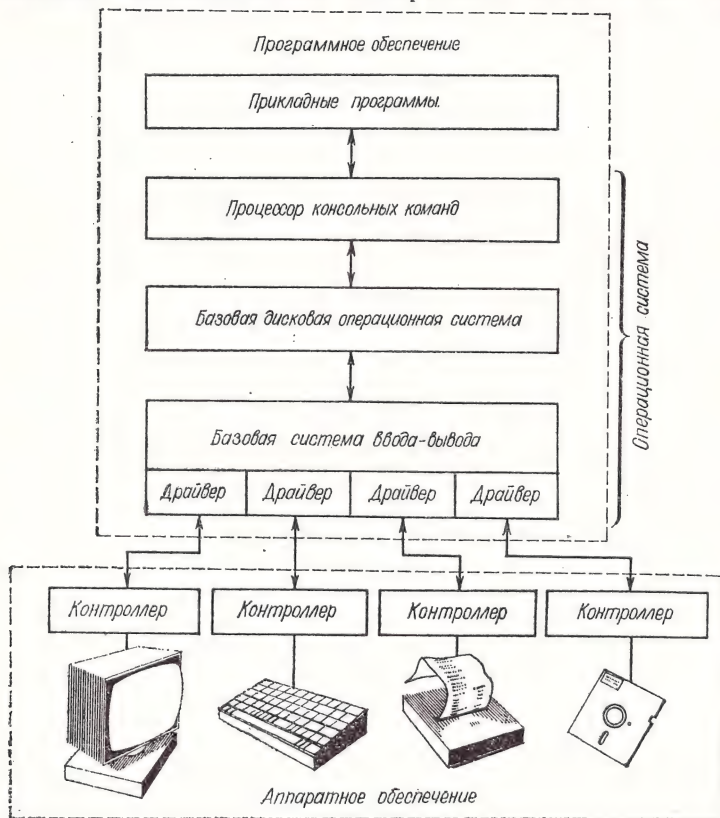 Программное обеспечение
Прикладные программы.
Процессор консольных команд
Базовая дисковая операционная система
Базовая система ввода-вывода
Драйвер Драйвер Драйвер Драйвер
Операционная система
Контроллер Контроллер Контроллер Контроллер
Аппаратное обеспечение